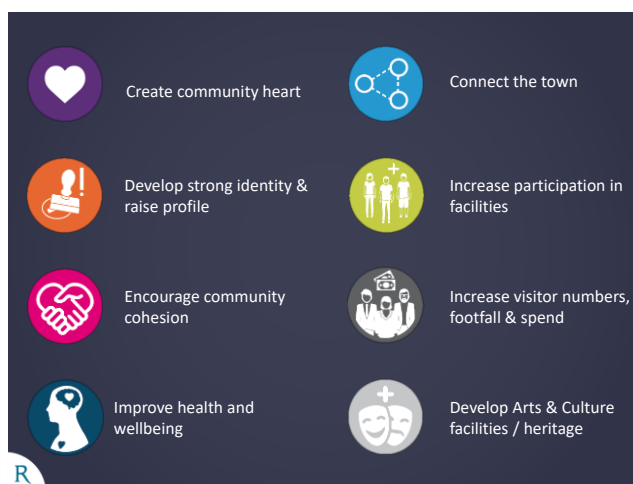 Create community heart
Develop strong identity &
raise profile
Encourage community
cohesion
Improve health and
wellbeing
Connect the town
Increase participation in
facilities
Increase visitor numbers,
footfall & spend
Develop Arts & Culture
facilities / heritage
R